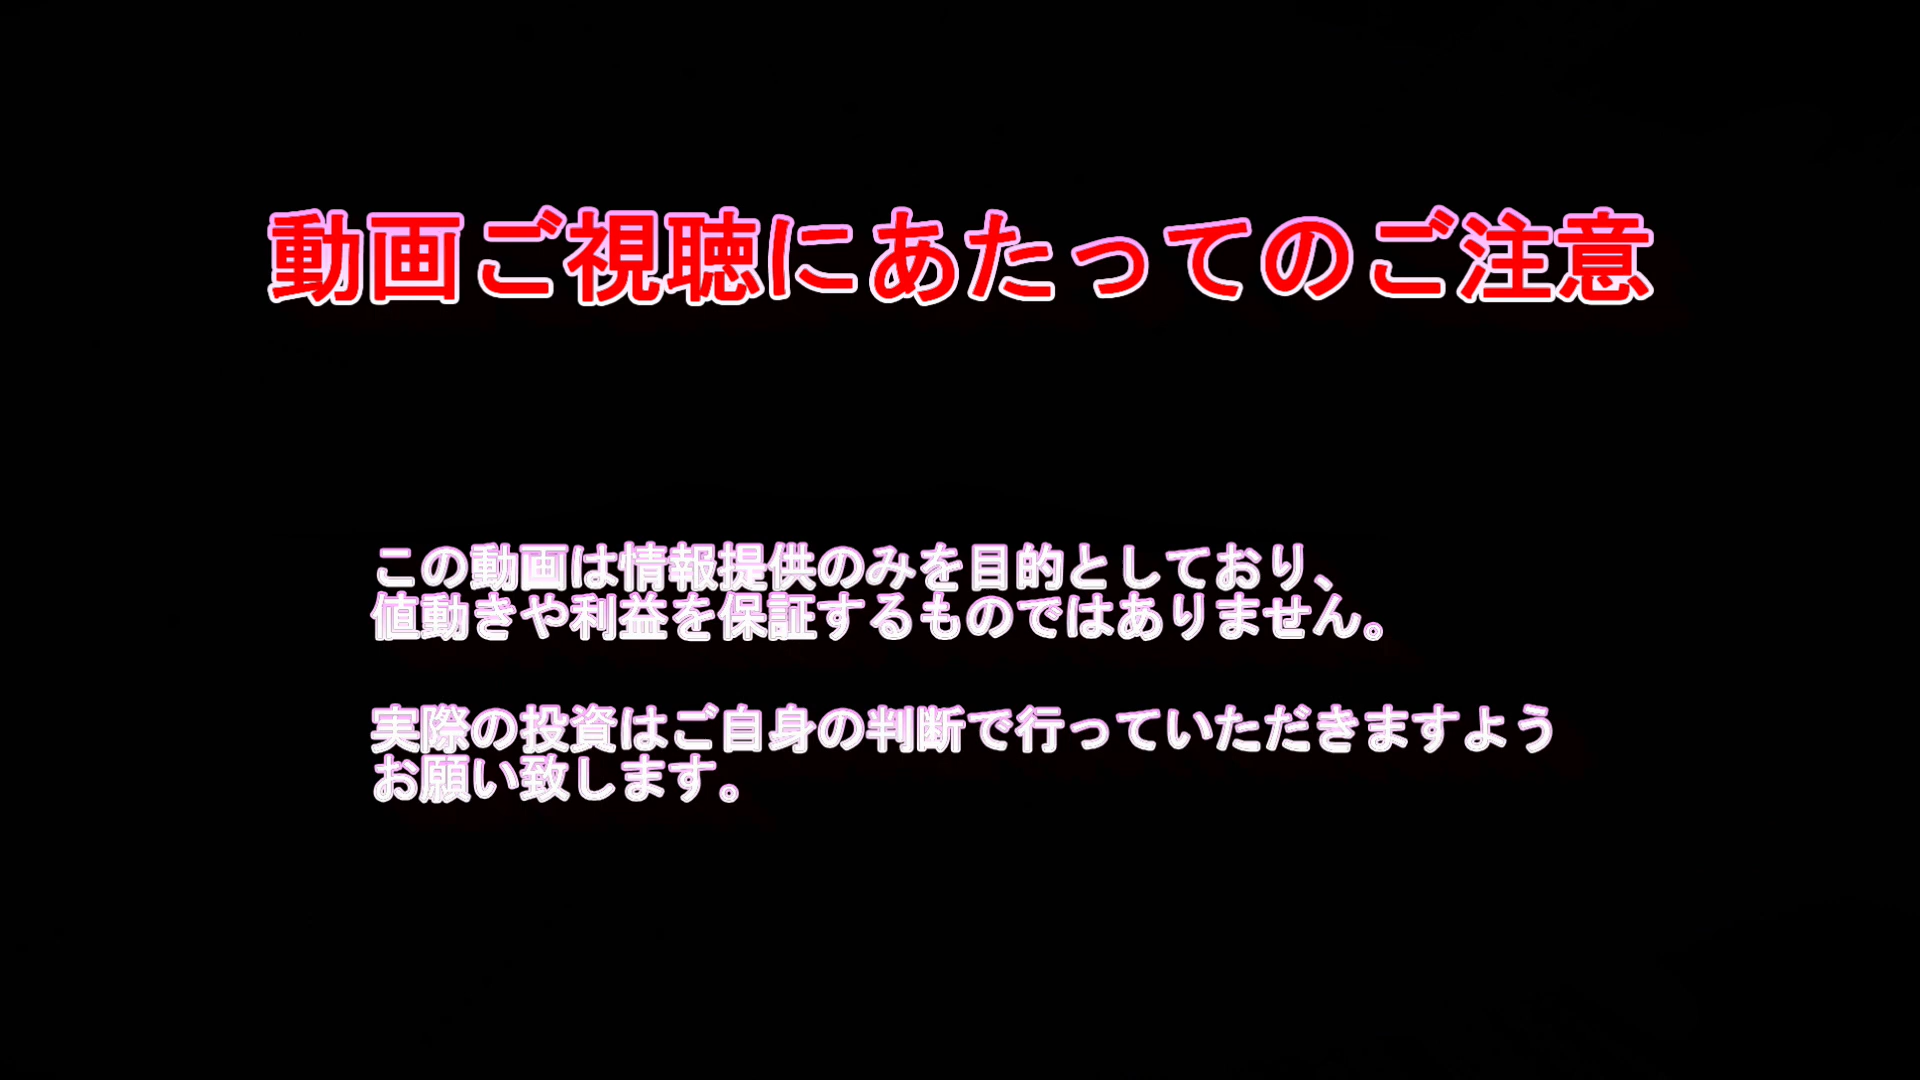 動画ご視聴にあたってのご注意
この動画は情報提供のみを目的としており、
値動きや利益を保証するものではありません。
実際の投資はご自身の判断で行っていただきますよう
お願い致します。